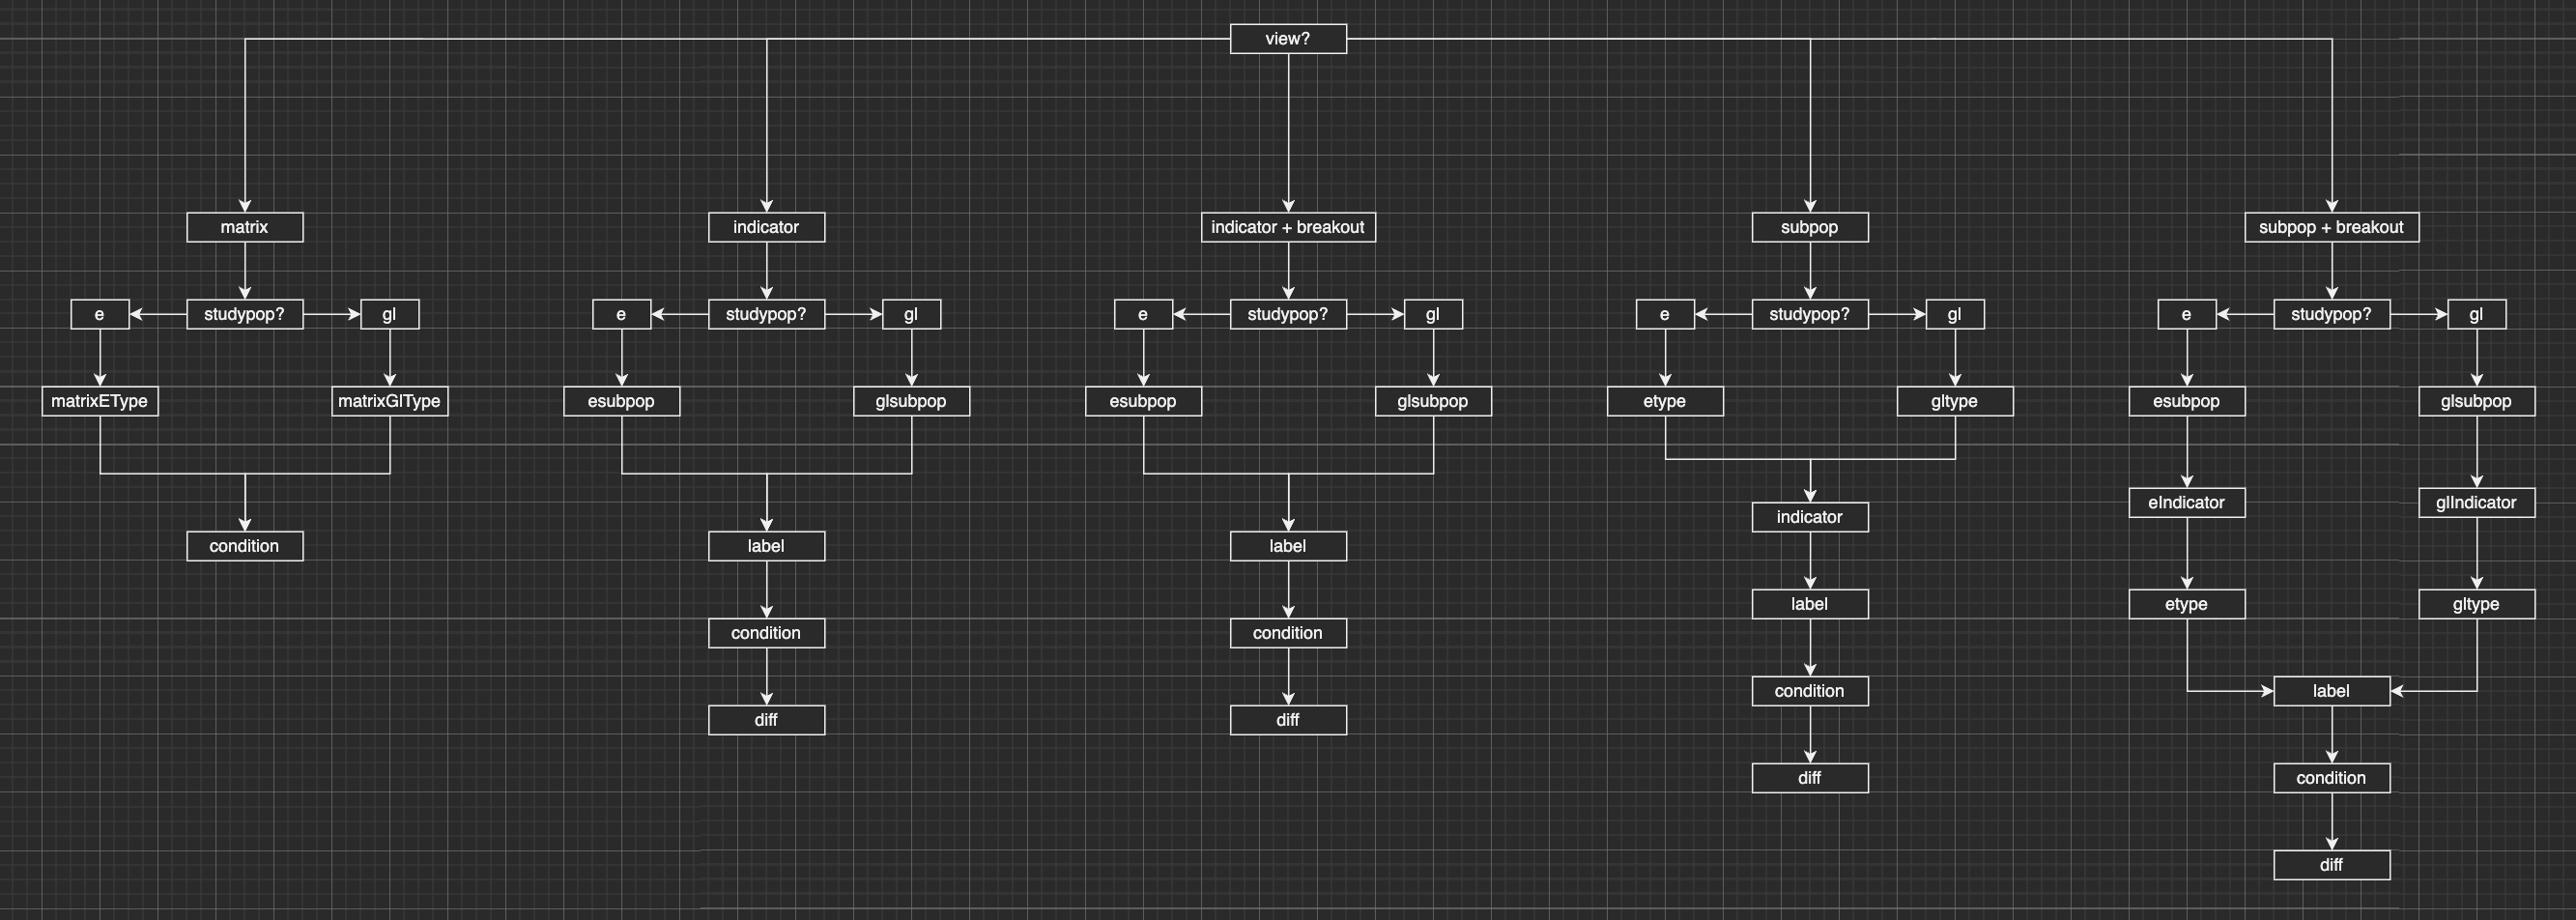 view?
matrix
indicator
indicator + breakout
subpop
subpop + breakout
e
studypop?
gl
e
studypop?
gl
e
studypop?
gl
e
studypop?
gl
e
studypop?
gl
matrixEType
matrixGlType
esubpop
glsubpop
esubpop
glsubpop
etype
gltype
esubpop
glsubpop
eIndicator
glIndicator
indicator
condition
label
label
label
etype
gltype
condition
condition
condition
label
diff
diff
diff
condition
diff